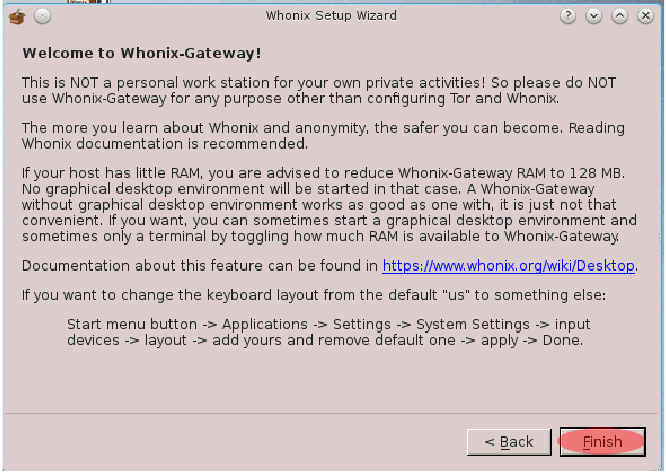 Whonix Setup Wizard
Welcome to Whonix-Gateway!
This is NOT a personal work station for your own private activities! So please do NOT
use Whonix-Gateway for any purpose other than configuring Tor and Whonix.
The more you learn about Whonix and anonymity, the safer you can become. Reading
Whonix documentation is recommended.
If your host has little RAM, you are advised to reduce Whonix-Gateway RAM to 128 MB.
No graphical desktop environment will be started in that case. A Whonix-Gateway
without graphical desktop environment works as good as one with, it is just not that
convenient. If you want, you can sometimes start a graphical desktop environment and
sometimes only a terminal by toggling how much RAM is available to Whonix-Gateway.
Documentation about this feature can be found in https://www.whonix.org/wiki/Desktop.
If you want to change the keyboard layout from the default "us" to something else:
Start menu button -> Applications -> Settings -> System Settings -> input
devices -> layout -> add yours and remove default one -> apply -> Done.
< Back
Finish